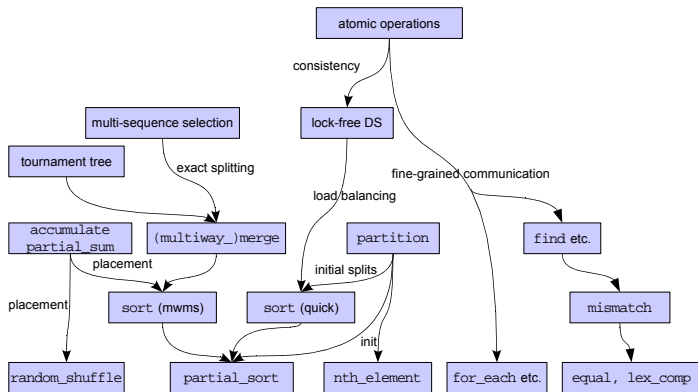 atomic operations
consistency
multi-sequence selection
lock-free DS
tournament tree
exact splitting
fine-grained communication
load balancing
accumulate
partial_sum
(multiway_)merge
partition
find etc.
placement
initial splits
placement
sort (mwms)
sort (quick)
mismatch
init
random_shuffle
partial_sort
nth_element
for_each etc.
equal, lex_comp